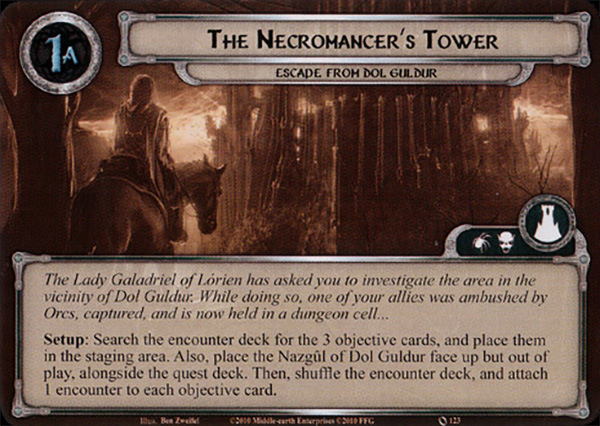 1A
The Necromancer's Tower
Escape from Dol Guldur
The Lady Galadriel of Lórien has asked you to investigate the area in the
vicinity of Dol Guldur. While doing so, one of your allies was ambushed by
Orcs, captured, and is now held in a dungeon cell...
Setup: Search the encounter deck for the 3 objective cards, and place them
in the staging area. Also, place the Nazgûl of Dol Guldur face up but out of
play, alongside the quest deck. Then, shuffle the encounter deck, and attach
1 encounter to each objective card.
Illus. Ben Zweifel ©2010 Middle-earth Enterprises ©2010 FFG 123